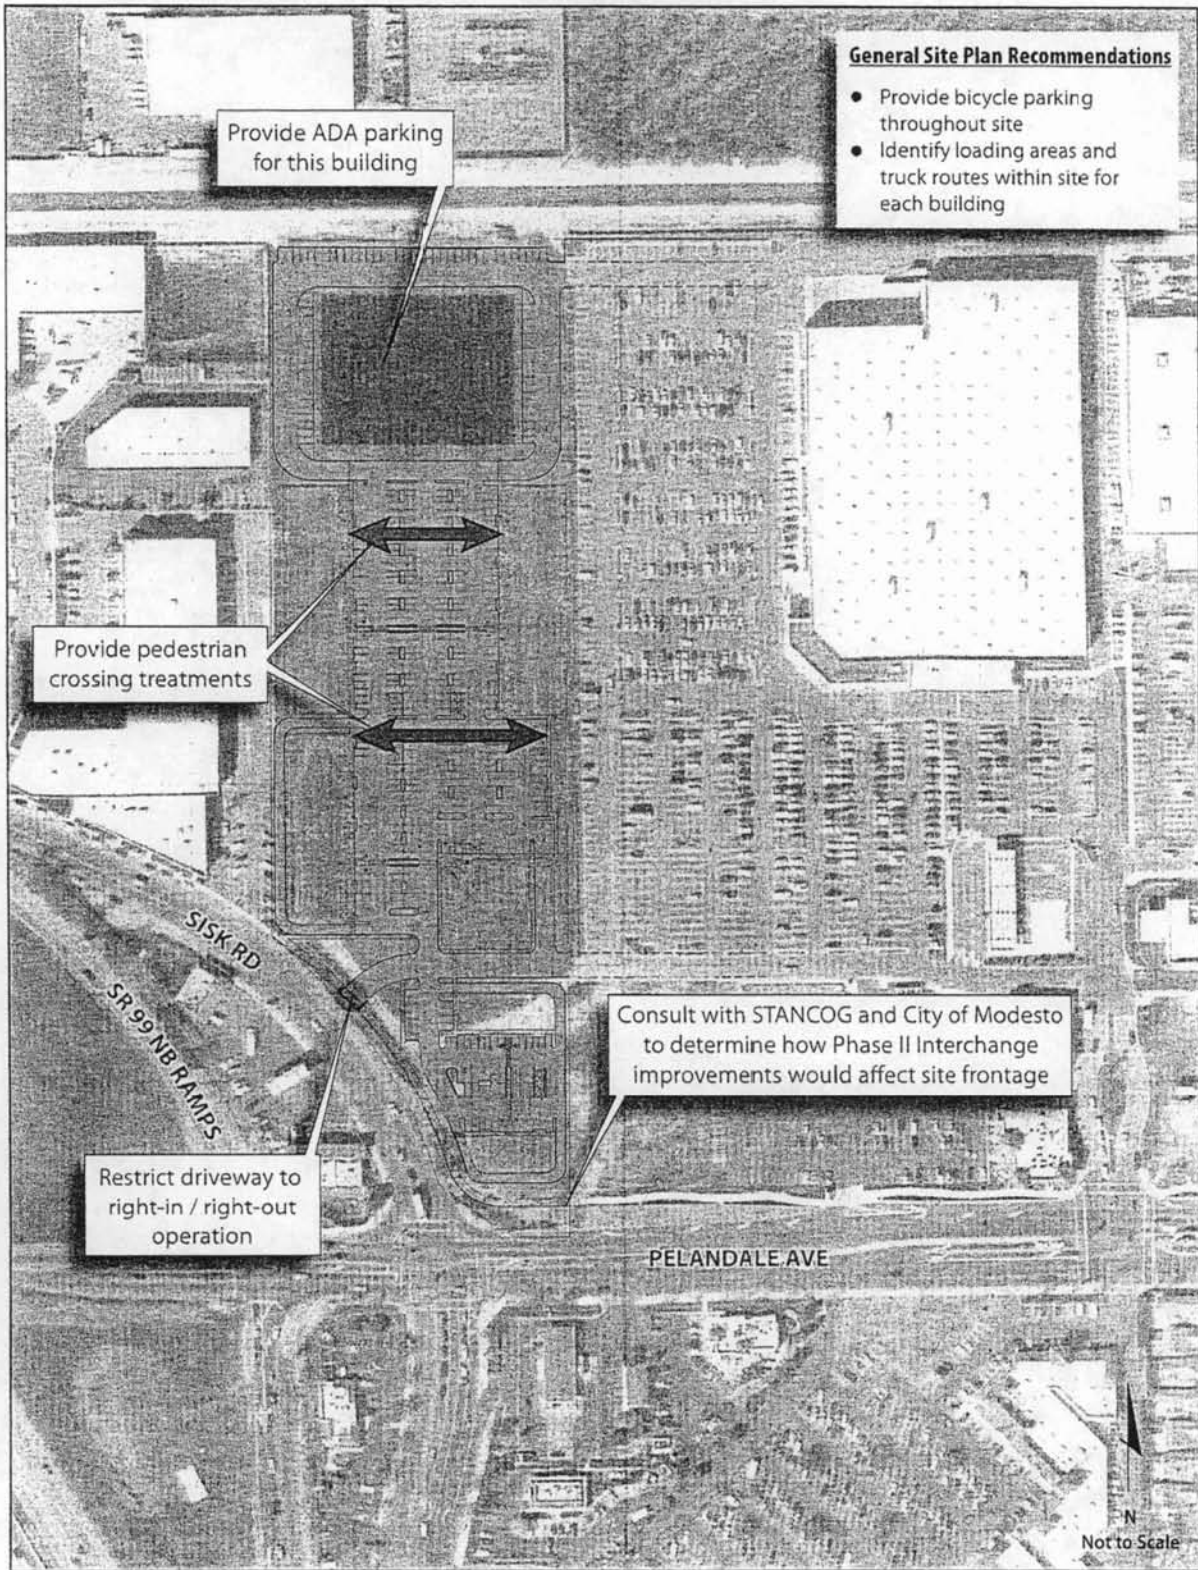 General Site Plan Recommendations
● Provide bicycle parking
throughout site
● Identify loading areas and
truck routes within site for
each building
Provide ADA parking
for this building
Provide pedestrian
crossing treatments
SISK RD
SR 99 NB RAMPS
Consult with STANCOG and City of Modesto
to determine how Phase II Interchange
improvements would affect site frontage
Restrict driveway to
right-in / right-out
operation
PELANDALE AVE
N
Not to Scale